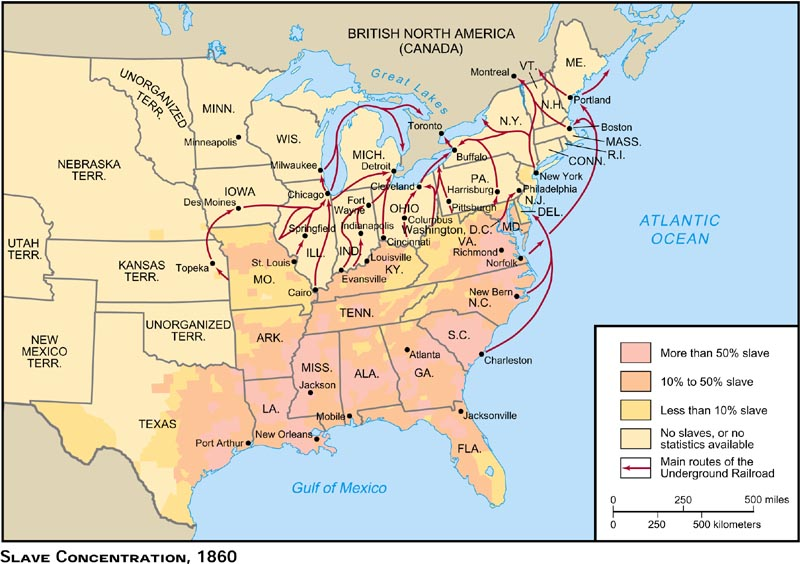 BRITISH NORTH AMERICA
(CANADA)
ME.
VT.
Montreal
Great Lakes
UNORGANIZED
TERR.
MINN.
N.H.
Portland
Toronto
N.Y.
Boston
Minneapolis
WIS.
MASS.
R.I.
CONN.
MICH.
Milwaukee
Detroit
Buffalo
NEBRASKA
TERR.
Chicago
Cleveland
PA.
New York
Harrisburg
Philadelphia
IOWA
Fort
Wayne
OHIO
Pittsburgh
N.J.
Des Moines
DEL.
Columbus
MD.
Springfield
Indianapolis
Washington, D.C.
ATLANTIC
OCEAN
UTAH
TERR.
ILL.
IND.
Cincinnati
VA.
KANSAS
TERR.
Topeka
St. Louis
Louisville
Richmond
MO.
KY.
Norfolk
Evansville
Cairo
New Bern
N.C.
NEW
MEXICO
TERR.
UNORGANIZED
TERR.
TENN.
ARK.
S.C.
Atlanta
Charleston
MISS.
Jackson
ALA.
GA.
TEXAS
LA.
Mobile
Jacksonville
Port Arthur
New Orleans
FLA.
Gulf of Mexico
More than 50% slave
10% to 50% slave
Less than 10% slave
No slaves, or no
statistics available
Main routes of the
Underground Railroad
0 250 500 miles
0 250 500 kilometers
SLAVE CONCENTRATION, 1860